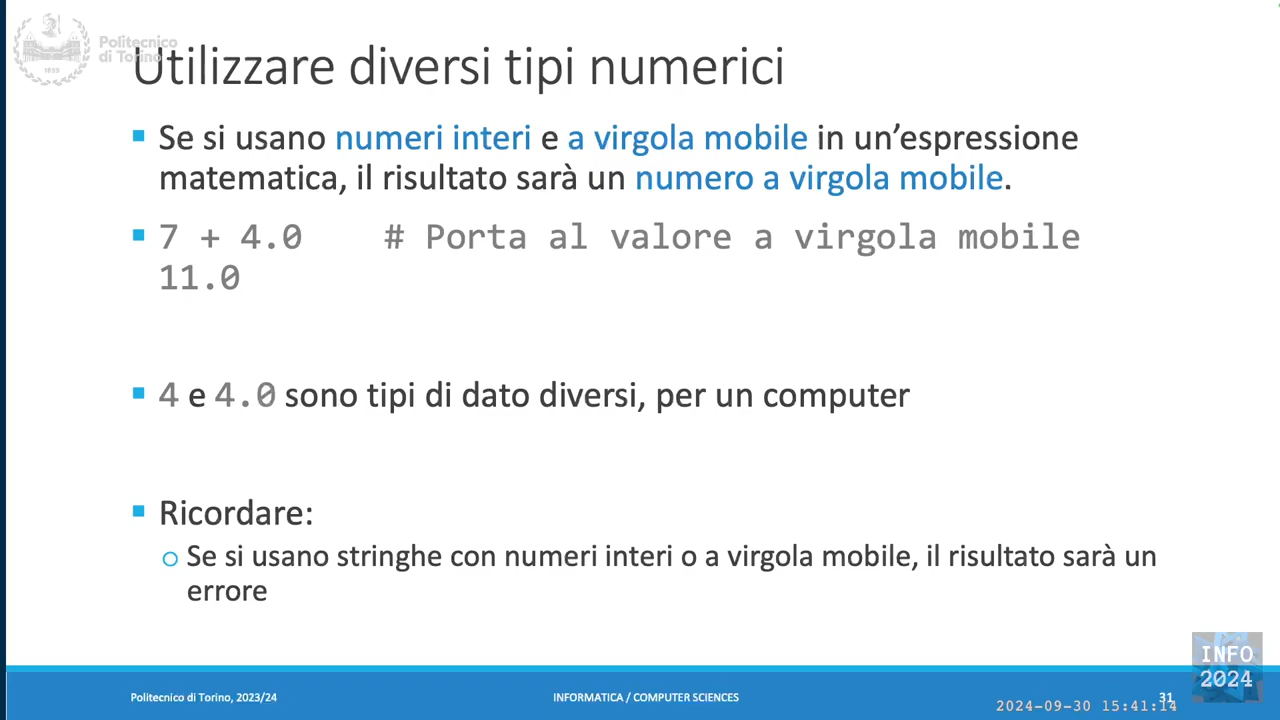 Politecnico
di Torino
1859
Utilizzare diversi tipi numerici
Se si usano numeri interi e a virgola mobile in un’espressione
matematica, il risultato sarà un numero a virgola mobile.
7 + 4.0    # Porta al valore a virgola mobile
11.0
4 e 4.0 sono tipi di dato diversi, per un computer
Ricordare:
Se si usano stringhe con numeri interi o a virgola mobile, il risultato sarà un
errore
INFO
2024
Politecnico di Torino, 2023/24
INFORMATICA / COMPUTER SCIENCES
31
2024-09-30 15:41:14